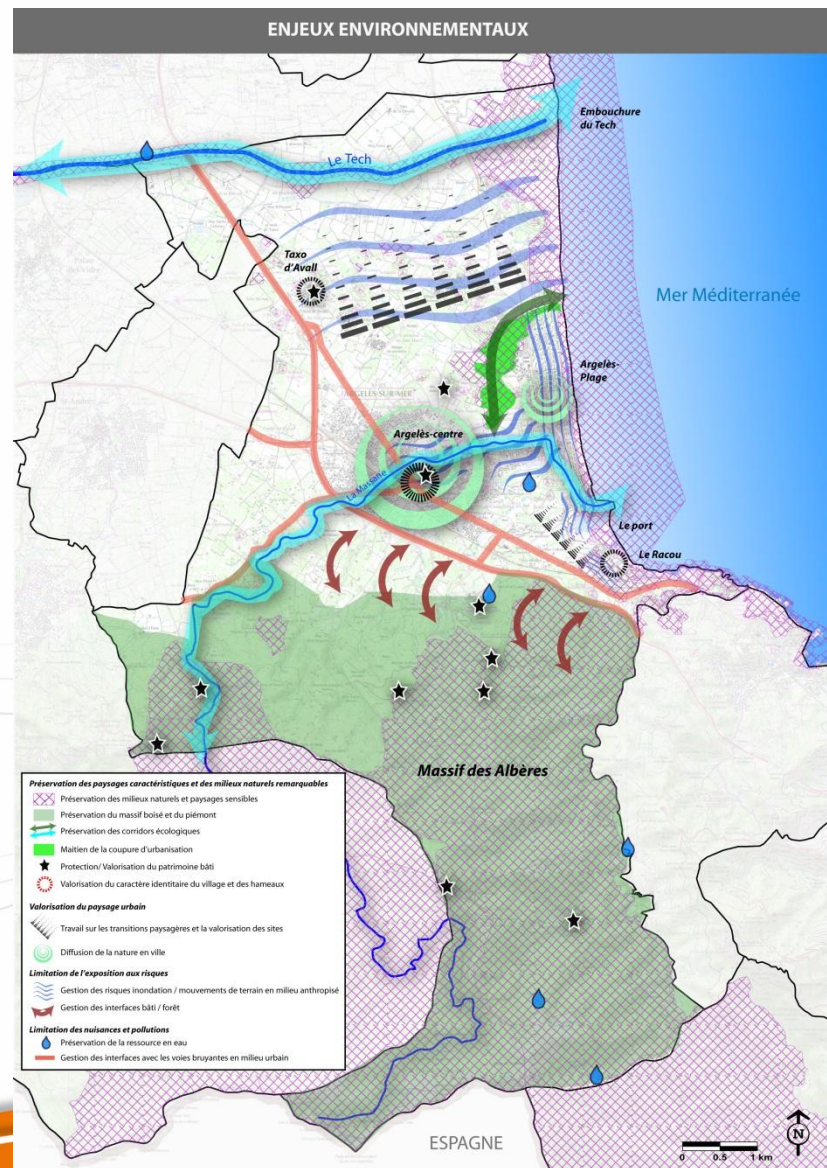 ENJEUX ENVIRONNEMENTAUX
Embouchure
du Tech
Le Tech
Taxo
d'Avall
Mer Méditerranée
Argelès-
Plage
ARGELÈS-SUR-MER
Argelès-centre
La Massane
Le port
Le Racou
Massif des Albères
Préservation des paysages caractéristiques et des milieux naturels remarquables
Préservation des milieux naturels et paysages sensibles
Préservation du massif boisé et du piémont
Préservation des corridors écologiques
Maitien de la coupure d'urbanisation
Protection/ Valorisation du patrimoine bâti
Valorisation du caractère identitaire du village et des hameaux
Valorisation du paysage urbain
Travail sur les transitions paysagères et la valorisation des sites
Diffusion de la nature en ville
Limitation de l'exposition aux risques
Gestion des risques inondation / mouvements de terrain en milieu anthropisé
Gestion des interfaces bâti / forêt
Limitation des nuisances et pollutions
Préservation de la ressource en eau
Gestion des interfaces avec les voies bruyantes en milieu urbain
ESPAGNE
0 0.5 1 km
N